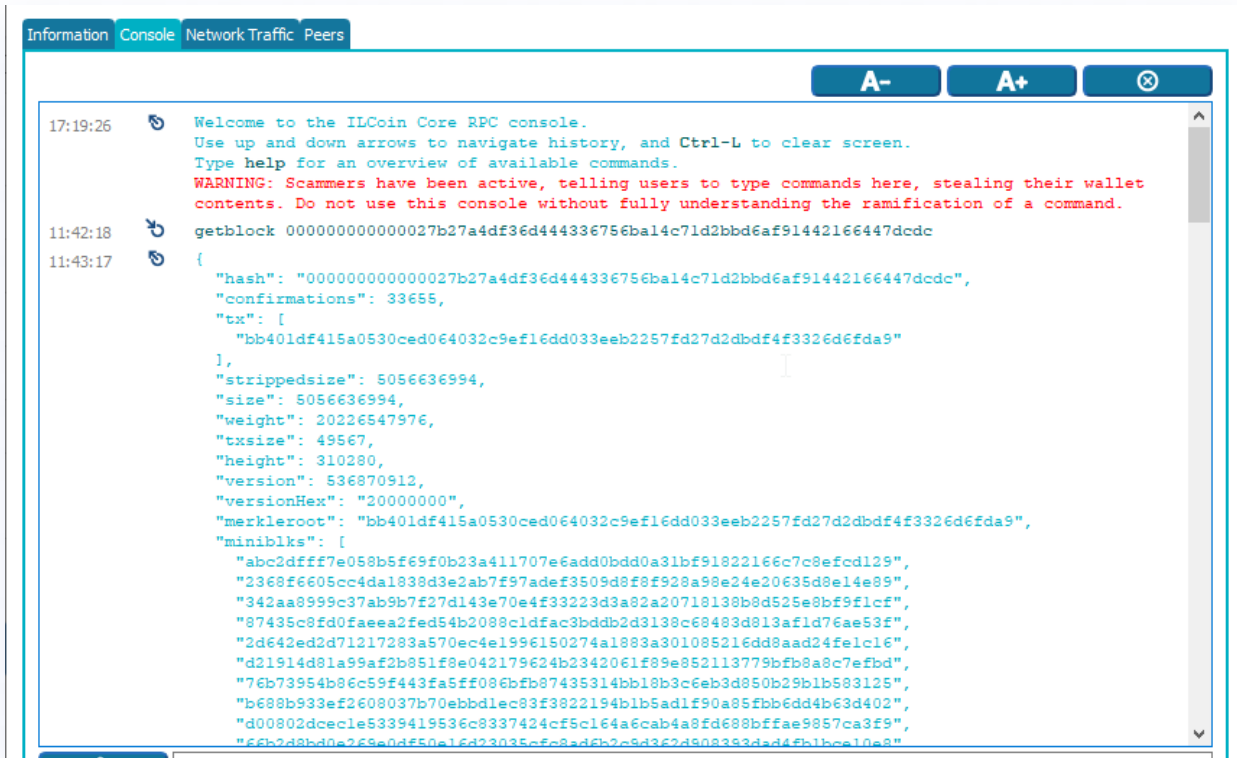 Information Console Network Traffic Peers
A- A+
17:19:26 Welcome to the ILCoin Core RPC console.
Use up and down arrows to navigate history, and Ctrl-L to clear screen.
Type help for an overview of available commands.
WARNING: Scammers have been active, telling users to type commands here, stealing their wallet
contents. Do not use this console without fully understanding the ramification of a command.
11:42:18 getblock 000000000000027b27a4df36d444336756ba14c71d2bbd6af91442166447dcdc
11:43:17 {
"hash": "000000000000027b27a4df36d444336756ba14c71d2bbd6af91442166447dcdc",
"confirmations": 33655,
"tx": [
"bb401df415a0530ced064032c9ef16dd033eeb2257fd27d2dbdf4f3326d6fda9"
],
"strippedsize": 5056636994,
"size": 5056636994,
"weight": 20226547976,
"txsize": 49567,
"height": 310280,
"version": 536870912,
"versionHex": "20000000",
"merkleroot": "bb401df415a0530ced064032c9ef16dd033eeb2257fd27d2dbdf4f3326d6fda9",
"miniblks": [
"abc2dfff7e058b5f69f0b23a411707e6add0bdd0a31bf91822166c7c8efcd129",
"2368f6605cc4da1838d3e2ab7f97adef3509d8f8f928a98e24e20635d8e14e89",
"342aa8999c37ab9b7f27d143e70e4f33223d3a82a20718138b8d525e8bf9f1cf",
"87435c8fd0faeea2fed54b2088c1dfac3bddb2d3138c68483d813af1d76ae53f",
"2d642ed2d71217283a570ec4e1996150274a1883a301085216dd8aad24fe1c16",
"d21914d81a99af2b851f8e042179624b2342061f89e852113779bfb8a8c7efbd",
"76b73954b86c59f443fa5ff086bfb87435314bb18b3c6eb3d850b29b1b583125",
"b688b933ef2608037b70ebbd1ec83f3822194b1b5ad1f90a85fbb6dd4b63d402",
"d00802dcec1e5339419536c8337424cf5c164a6cab4a8fd688bffae9857ca3f9",
"66b2d8bd0e269e0df50e16d23035cfc8ad6b2c9d362d908393dad4fb1bce10e8"